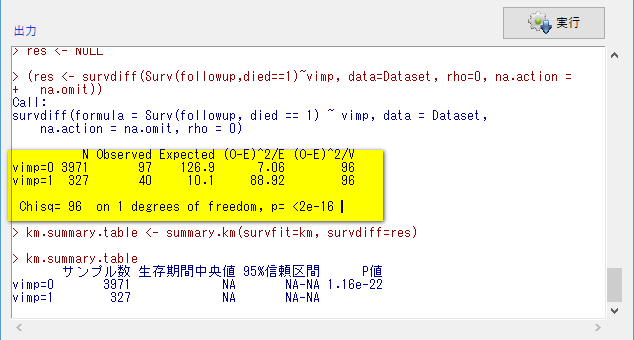 実行
出力
> res <- NULL
> (res <- survdiff(Surv(followup,died==1)~vimp, data=Dataset, rho=0, na.action =
+   na.omit))
Call:
survdiff(formula = Surv(followup, died == 1) ~ vimp, data = Dataset,
    na.action = na.omit, rho = 0)
          N Observed Expected (O-E)^2/E (O-E)^2/V
vimp=0 3971       97    126.9      7.06        96
vimp=1  327       40     10.1     88.92        96
 Chisq= 96  on 1 degrees of freedom, p= <2e-16
> km.summary.table <- summary.km(survfit=km, survdiff=res)
> km.summary.table
       サンプル数 生存期間中央値 95%信頼区間     P値
vimp=0       3971             NA       NA-NA 1.16e-22
vimp=1        327             NA       NA-NA